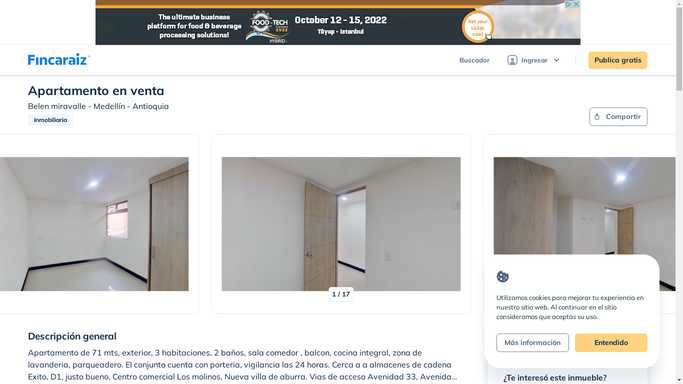 The ultimate business
platform for food & beverage
processing solutions!
FOOD-TECH
HYBRID
October 12 - 15, 2022
Tüyap - Istanbul
Get your
ticket
now!
Fincaraiz
Buscador
Ingresar
Publica gratis
Apartamento en venta
Belen miravalle - Medellín - Antioquia
Inmobiliaria
Compartir
1 / 17
Utilizamos cookies para mejorar tu experiencia en
nuestro sitio web. Al continuar en el sitio
consideramos que aceptas su uso.
Más información
Entendido
Descripción general
Apartamento de 71 mts, exterior, 3 habitaciones, 2 baños, sala comedor , balcon, cocina integral, zona de
lavanderia, parqueadero. El conjunto cuenta con porteria, vigilancia las 24 horas. Cerca a a almacenes de cadena
Exito, D1, justo bueno, Centro comercial Los molinos, Nueva villa de aburra. Vias de acceso Avenidad 33, Avenida...
¿Te interesó este inmueble?